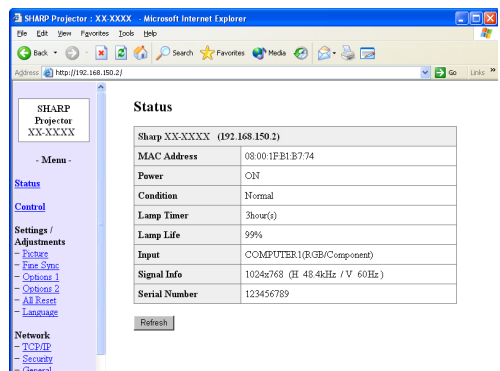 SHARP Projector : XX-XXXX - Microsoft Internet Explorer
File Edit View Favorites Tools Help
Back Search Favorites Media
Address http://192.168.150.2/ Go Links »
SHARP
Projector
XX-XXXX
- Menu -
Status
Control
Settings /
Adjustments
– Picture
– Fine Sync
– Options 1
– Options 2
– All Reset
– Language
Network
– TCP/IP
– Security
– General
Status
Sharp XX-XXXX (192.168.150.2)
MAC Address 08:00:1F:B1:B7:74
Power ON
Condition Normal
Lamp Timer 3hour(s)
Lamp Life 99%
Input COMPUTER1(RGB/Component)
Signal Info 1024x768 (H 48.4kHz / V 60Hz )
Serial Number 123456789
Refresh